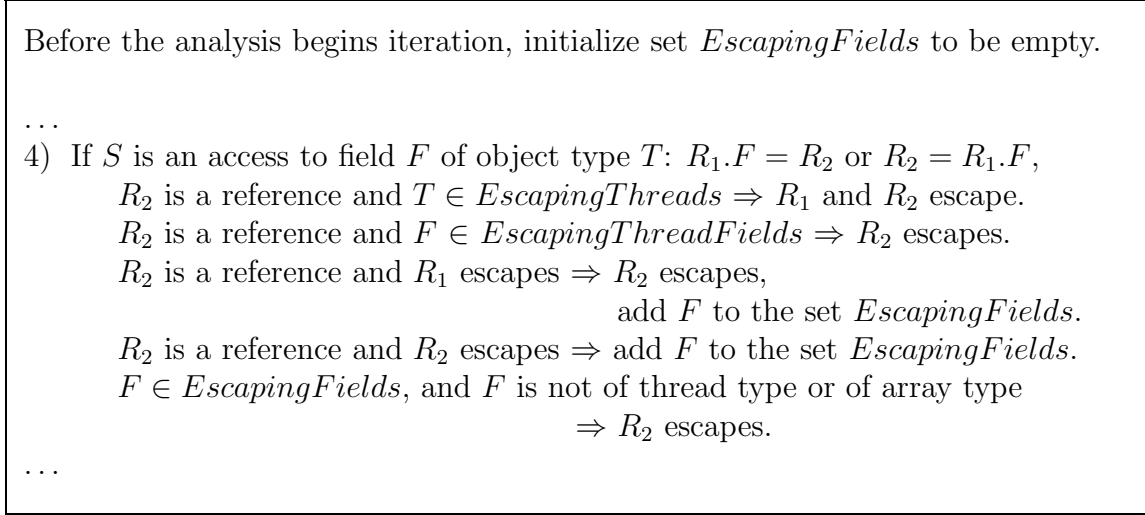 Before the analysis begins iteration, initialize set EscapingFields to be empty.
. . .
4) If S is an access to field F of object type T: R₁.F = R₂ or R₂ = R₁.F,
R₂ is a reference and T ∈ EscapingThreads ⇒ R₁ and R₂ escape.
R₂ is a reference and F ∈ EscapingThreadFields ⇒ R₂ escapes.
R₂ is a reference and R₁ escapes ⇒ R₂ escapes,
add F to the set EscapingFields.
R₂ is a reference and R₂ escapes ⇒ add F to the set EscapingFields.
F ∈ EscapingFields, and F is not of thread type or of array type
⇒ R₂ escapes.
. . .